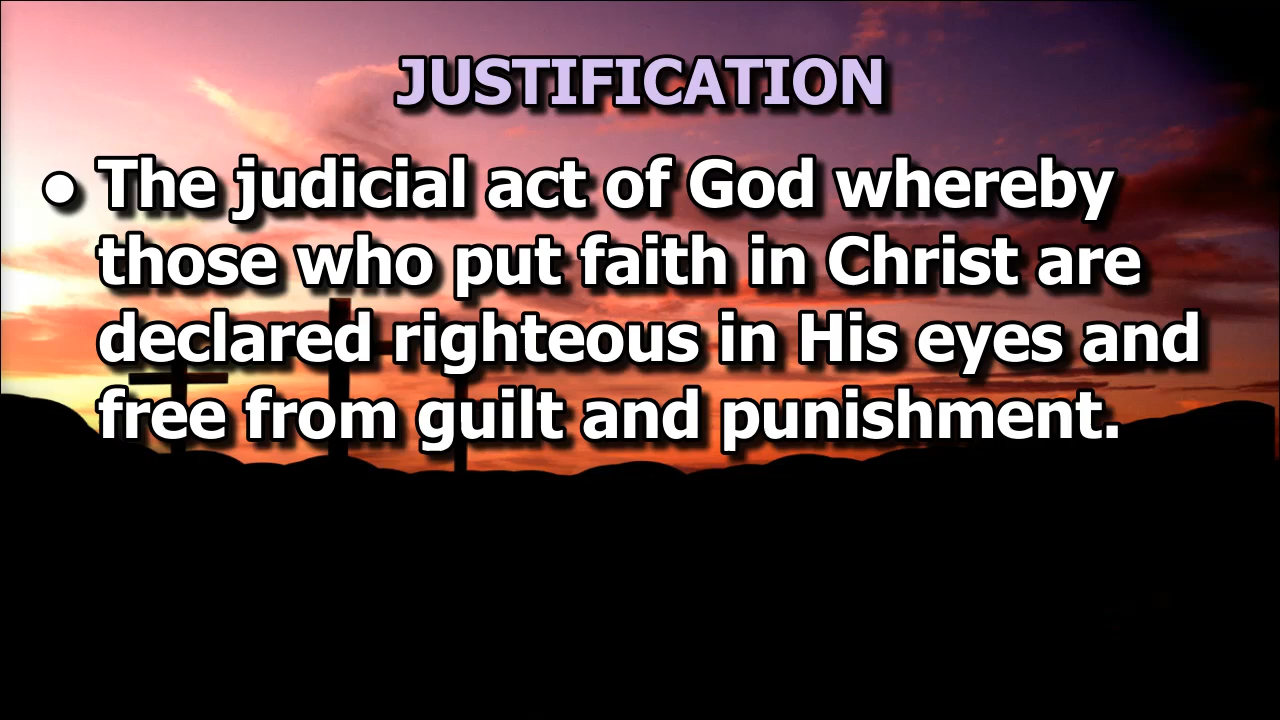 JUSTIFICATION
• The judicial act of God whereby
those who put faith in Christ are
declared righteous in His eyes and
free from guilt and punishment.